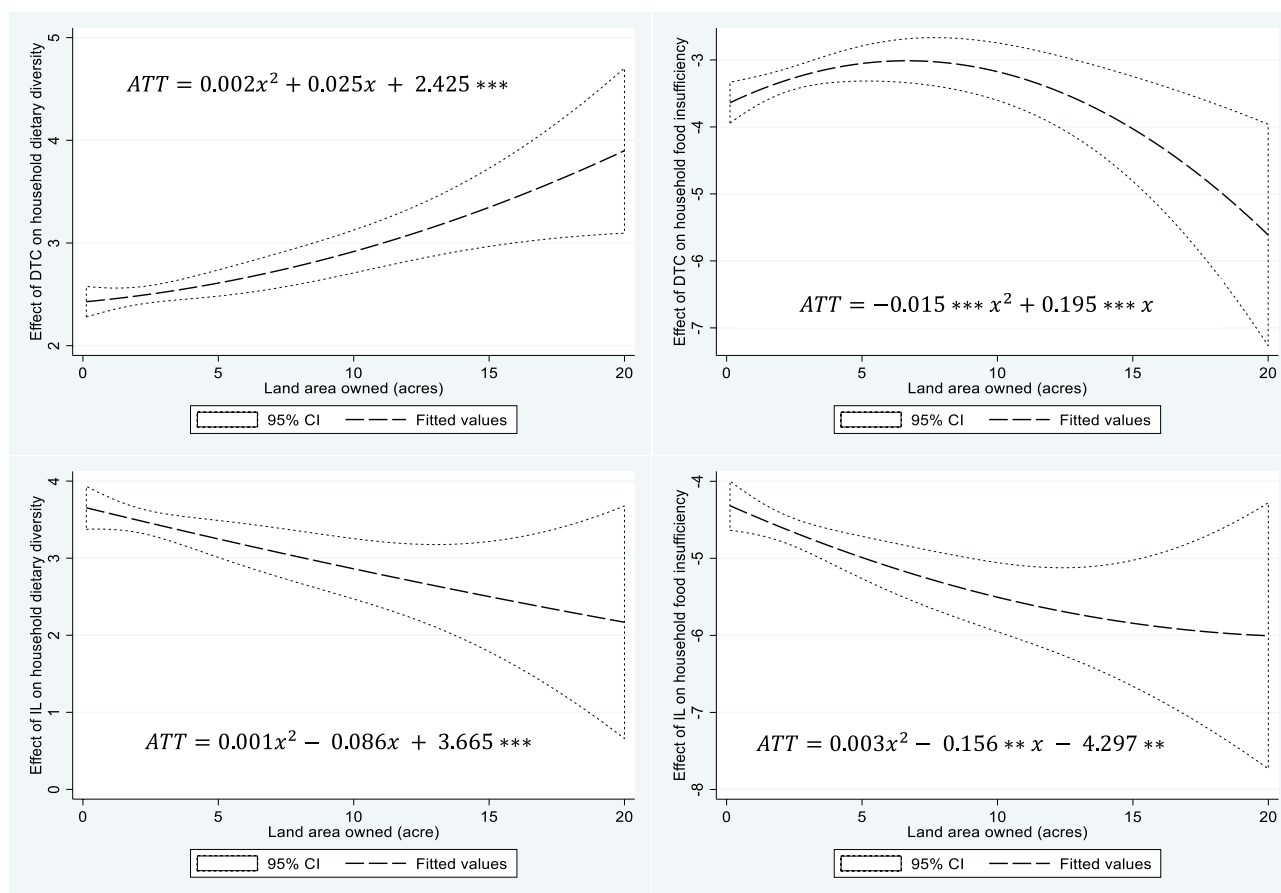 Effect of DTC on household dietary diversity
5
4
3
2
ATT = 0.002x² + 0.025x + 2.425 ***
0 5 10 15 20
Land area owned (acres)
95% CI Fitted values
Effect of DTC on household food insufficiency
-3
-4
-5
-6
-7
ATT = −0.015 *** x² + 0.195 *** x
0 5 10 15 20
Land area owned (acres)
95% CI Fitted values
Effect of IL on household dietary diversity
4
3
2
1
0
ATT = 0.001x² − 0.086x + 3.665 ***
0 5 10 15 20
Land area owned (acre)
95% CI Fitted values
Effect of IL on household food insufficiency
-4
-5
-6
-7
-8
ATT = 0.003x² − 0.156 ** x − 4.297 **
0 5 10 15 20
Land area owned (acre)
95% CI Fitted values